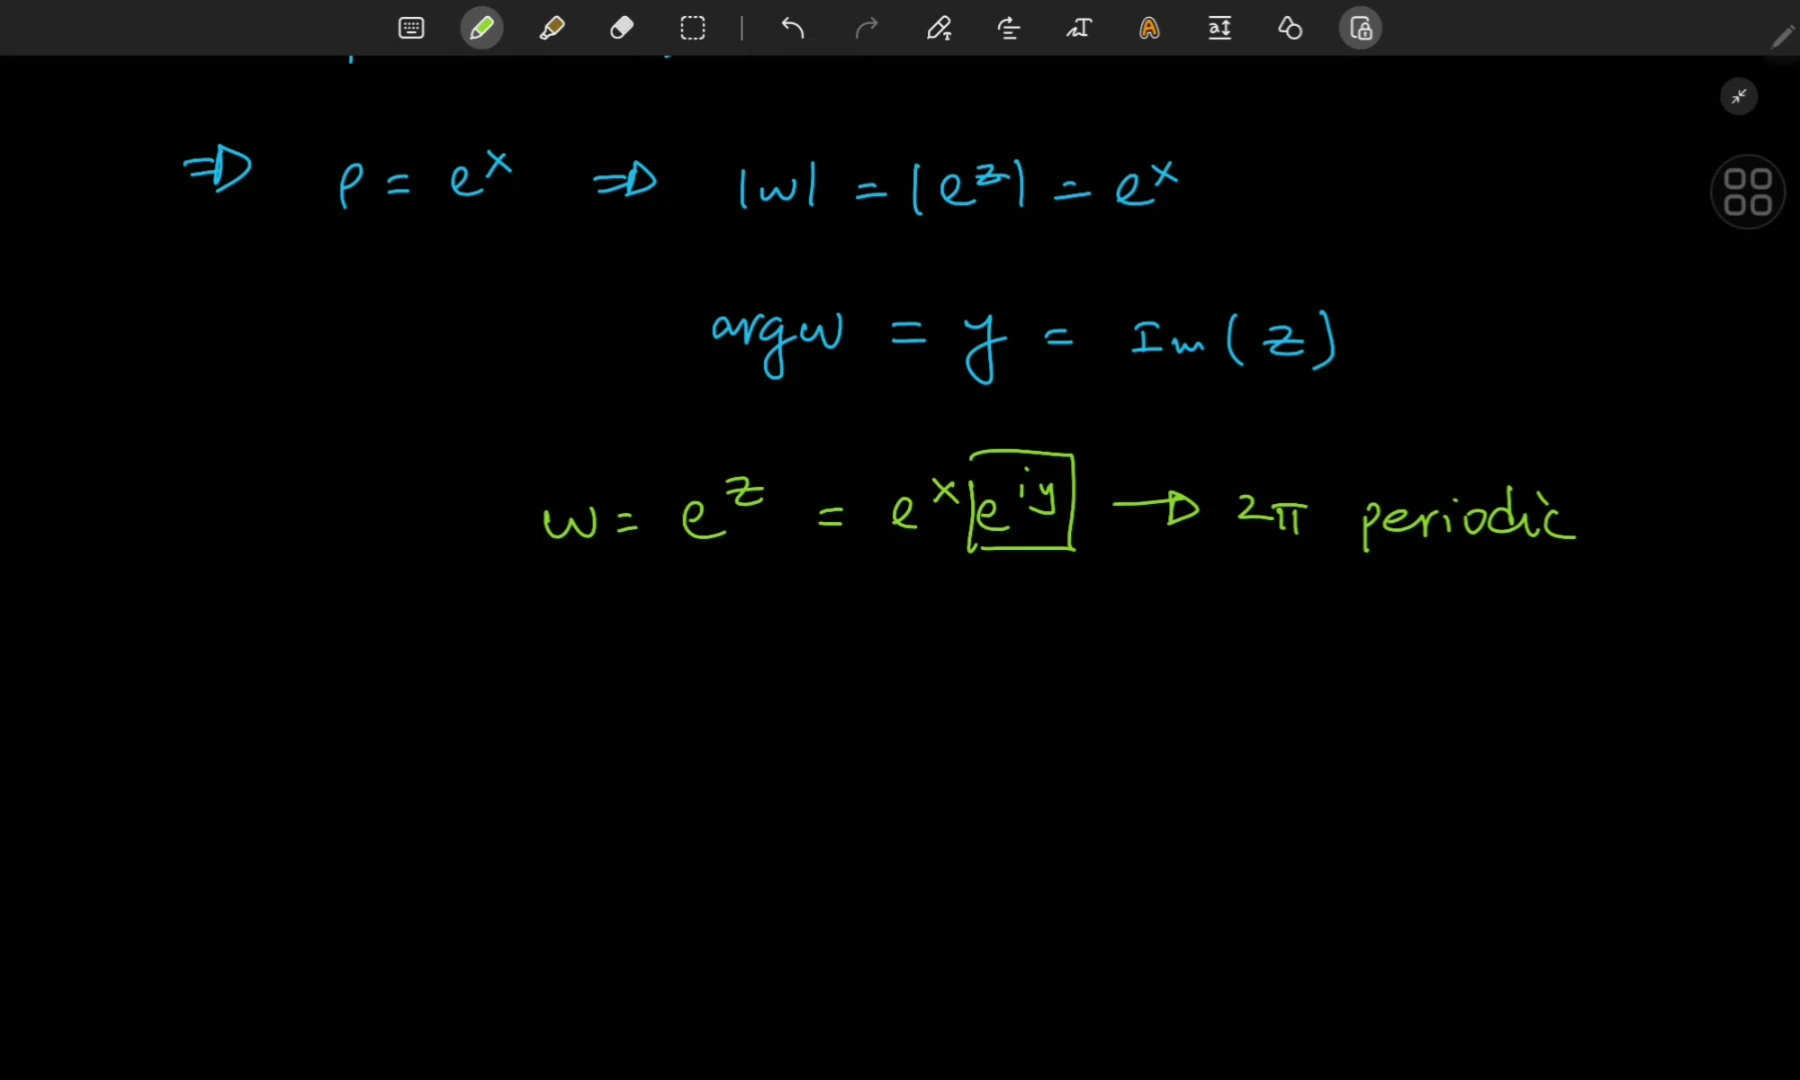 ⇒ ρ = e^x ⇒ |w| = |e^z| = e^x
arg w = y = Im(z)
w = e^z = e^x e^{iy} → 2π periodic